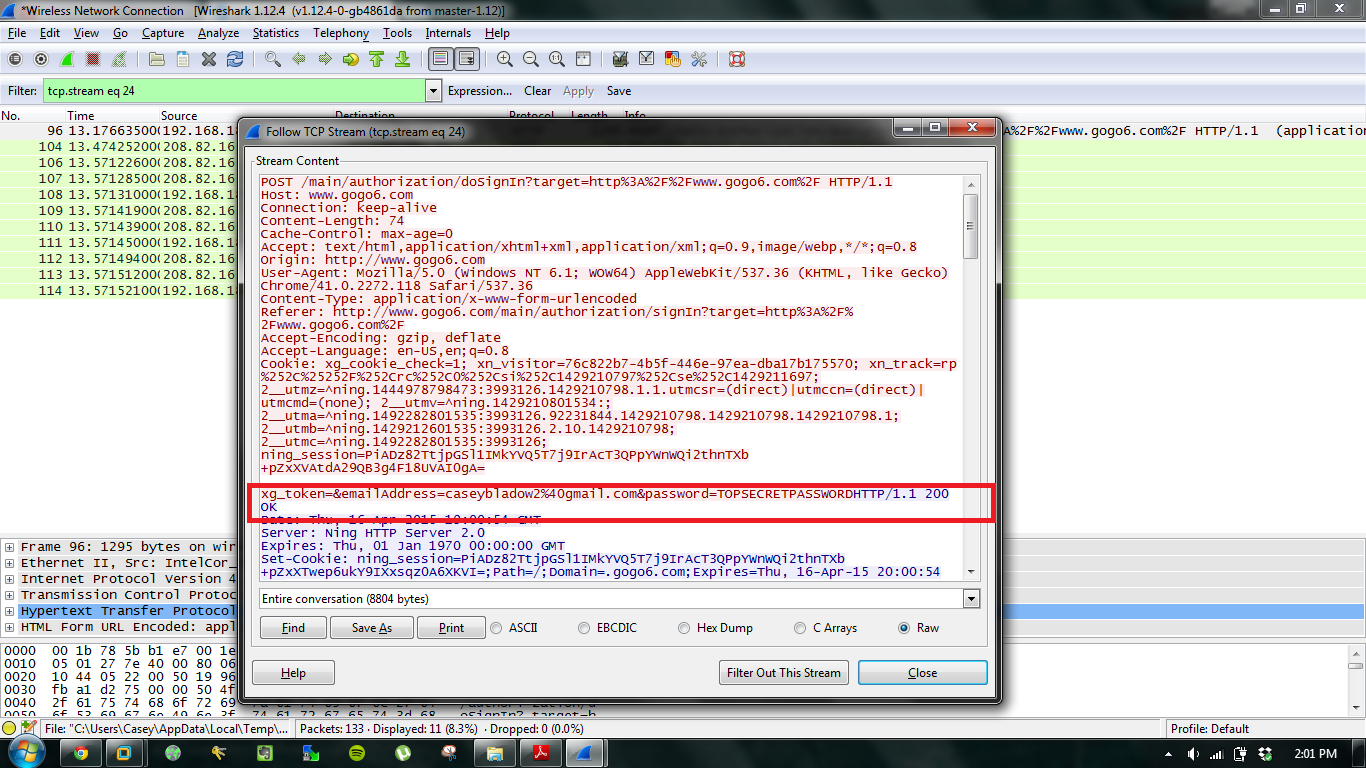 *Wireless Network Connection [Wireshark 1.12.4 (v1.12.4-0-gb4861da from master-1.12)]
File Edit View Go Capture Analyze Statistics Telephony Tools Internals Help
Filter: tcp.stream eq 24 Expression... Clear Apply Save
No. Time Source Destination Protocol Length Info
96 13.176635000 192.168.1 A%2F%2Fwww.gogo6.com%2F HTTP/1.1 (application
104 13.474252000 208.82.16
106 13.571226000 208.82.16
107 13.571285000 208.82.16
108 13.571310000 192.168.1
109 13.571419000 208.82.16
110 13.571439000 208.82.16
111 13.571450000 192.168.1
112 13.571494000 208.82.16
113 13.571512000 208.82.16
114 13.571521000 192.168.1
Follow TCP Stream (tcp.stream eq 24)
Stream Content
POST /main/authorization/doSignIn?target=http%3A%2F%2Fwww.gogo6.com%2F HTTP/1.1
Host: www.gogo6.com
Connection: keep-alive
Content-Length: 74
Cache-Control: max-age=0
Accept: text/html,application/xhtml+xml,application/xml;q=0.9,image/webp,*/*;q=0.8
Origin: http://www.gogo6.com
User-Agent: Mozilla/5.0 (Windows NT 6.1; WOW64) AppleWebKit/537.36 (KHTML, like Gecko)
Chrome/41.0.2272.118 Safari/537.36
Content-Type: application/x-www-form-urlencoded
Referer: http://www.gogo6.com/main/authorization/signIn?target=http%3A%2F%
2Fwww.gogo6.com%2F
Accept-Encoding: gzip, deflate
Accept-Language: en-US,en;q=0.8
Cookie: xg_cookie_check=1; xn_visitor=76c822b7-4b5f-446e-97ea-dba17b175570; xn_track=rp
%252C%25252F%252Crc%252C0%252Csi%252C1429210797%252Cse%252C1429211697;
2__utmz=^ning.1444978798473:3993126.1429210798.1.1.utmcsr=(direct)|utmccn=(direct)|
utmcmd=(none); 2__utmv=^ning.1429210801534:;
2__utma=^ning.1492282801535:3993126.92231844.1429210798.1429210798.1429210798.1;
2__utmb=^ning.1429212601535:3993126.2.10.1429210798;
2__utmc=^ning.1492282801535:3993126;
ning_session=PiADz82TtjpGSl1IMkYVQ5T7j9IrAcT3QPpYWnWQi2thnTXb
+pZxXVAtdA29QB3g4F18UVAI0gA=
xg_token=&emailAddress=caseybladow2%40gmail.com&password=TOPSECRETPASSWORDHTTP/1.1 200
OK
Date: Thu, 16 Apr 2015 19:00:54 GMT
Server: Ning HTTP Server 2.0
Expires: Thu, 01 Jan 1970 00:00:00 GMT
Set-Cookie: ning_session=PiADz82TtjpGSl1IMkYVQ5T7j9IrAcT3QPpYWnWQi2thnTXb
+pZxXTwep6ukY9IXxsqzOA6XKVI=;Path=/;Domain=.gogo6.com;Expires=Thu, 16-Apr-15 20:00:54
Entire conversation (8804 bytes)
Find Save As Print ASCII EBCDIC Hex Dump C Arrays Raw
Help Filter Out This Stream Close
Frame 96: 1295 bytes on wir
Ethernet II, Src: IntelCor_
Internet Protocol Version 4
Transmission Control Protoc
Hypertext Transfer Protocol
HTML Form URL Encoded: appl
0000 00 1b 78 5b b1 e7 00 1e
0010 05 01 27 7e 40 00 80 06
0020 10 44 05 22 00 50 19 96
0030 fb a1 d2 75 00 00 50 4f
0040 2f 61 75 74 68 6f 72 69
File: "C:\Users\Casey\AppData\Local\Temp\... Packets: 133 · Displayed: 11 (8.3%) · Dropped: 0 (0.0%) Profile: Default
2:01 PM